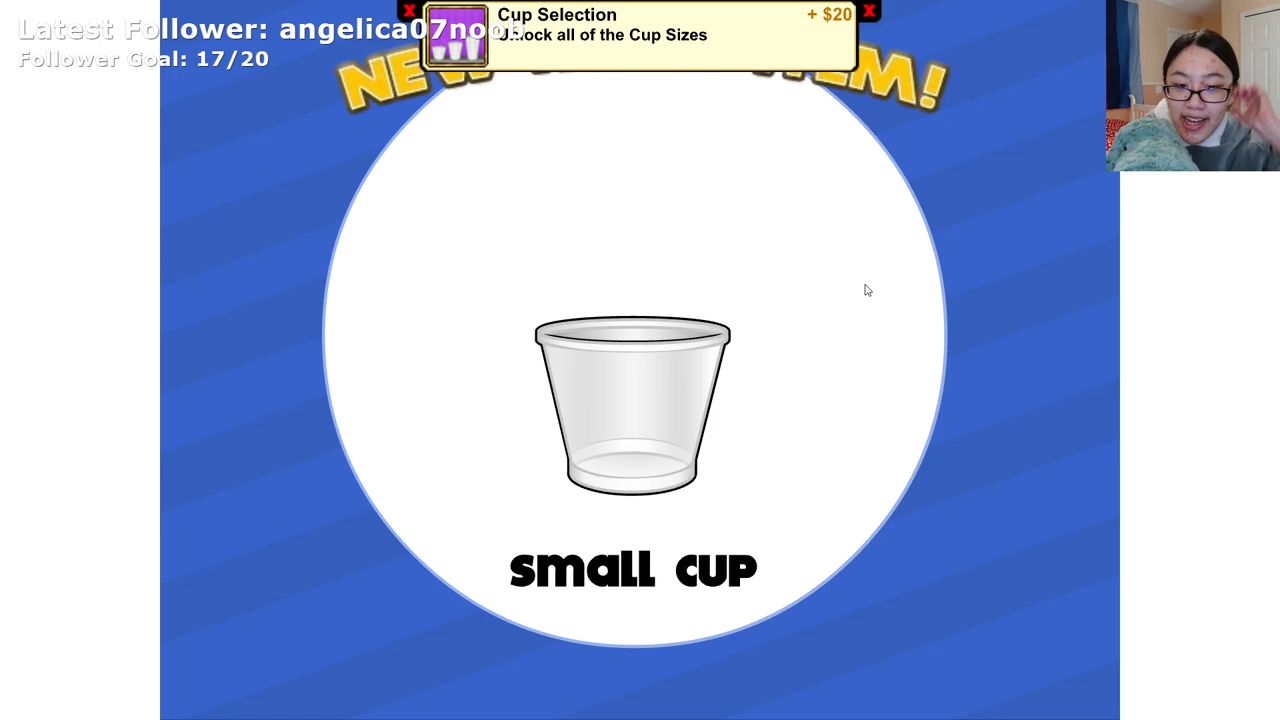 Latest Follower: angelica07noob
Follower Goal: 17/20
X
Cup Selection
+ $20
X
Unlock all of the Cup Sizes
small cup